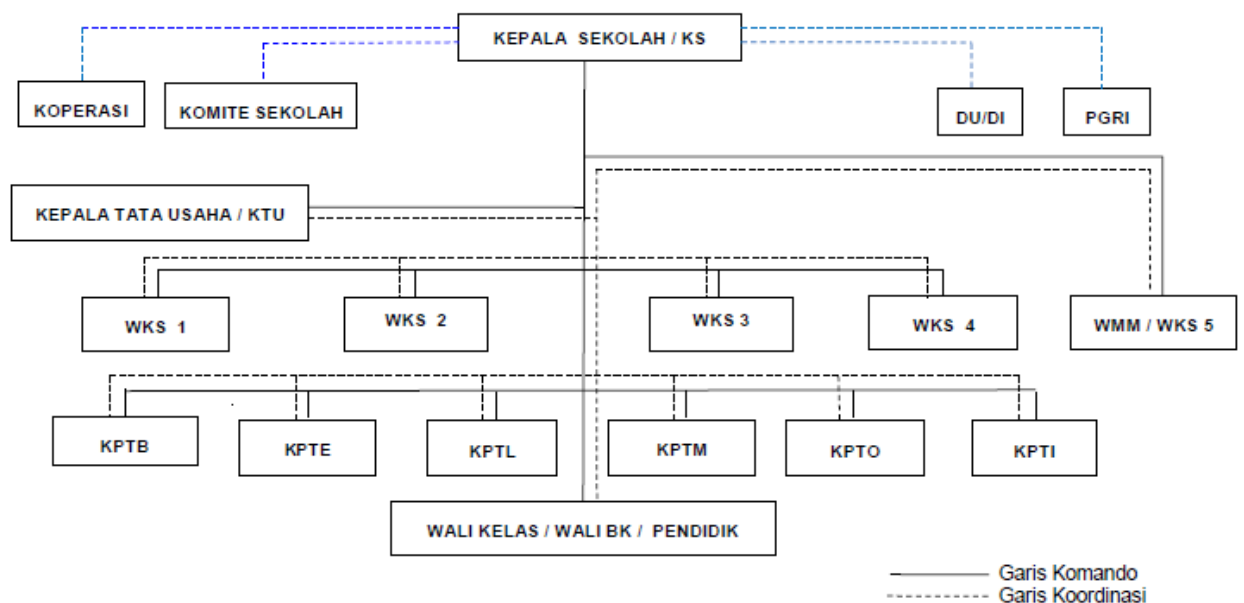 KEPALA SEKOLAH / KS
KOPERASI
KOMITE SEKOLAH
DU/DI
PGRI
KEPALA TATA USAHA / KTU
WKS 1
WKS 2
WKS 3
WKS 4
WMM / WKS 5
KPTB
KPTE
KPTL
KPTM
KPTO
KPTI
WALI KELAS / WALI BK / PENDIDIK
Garis Komando
Garis Koordinasi